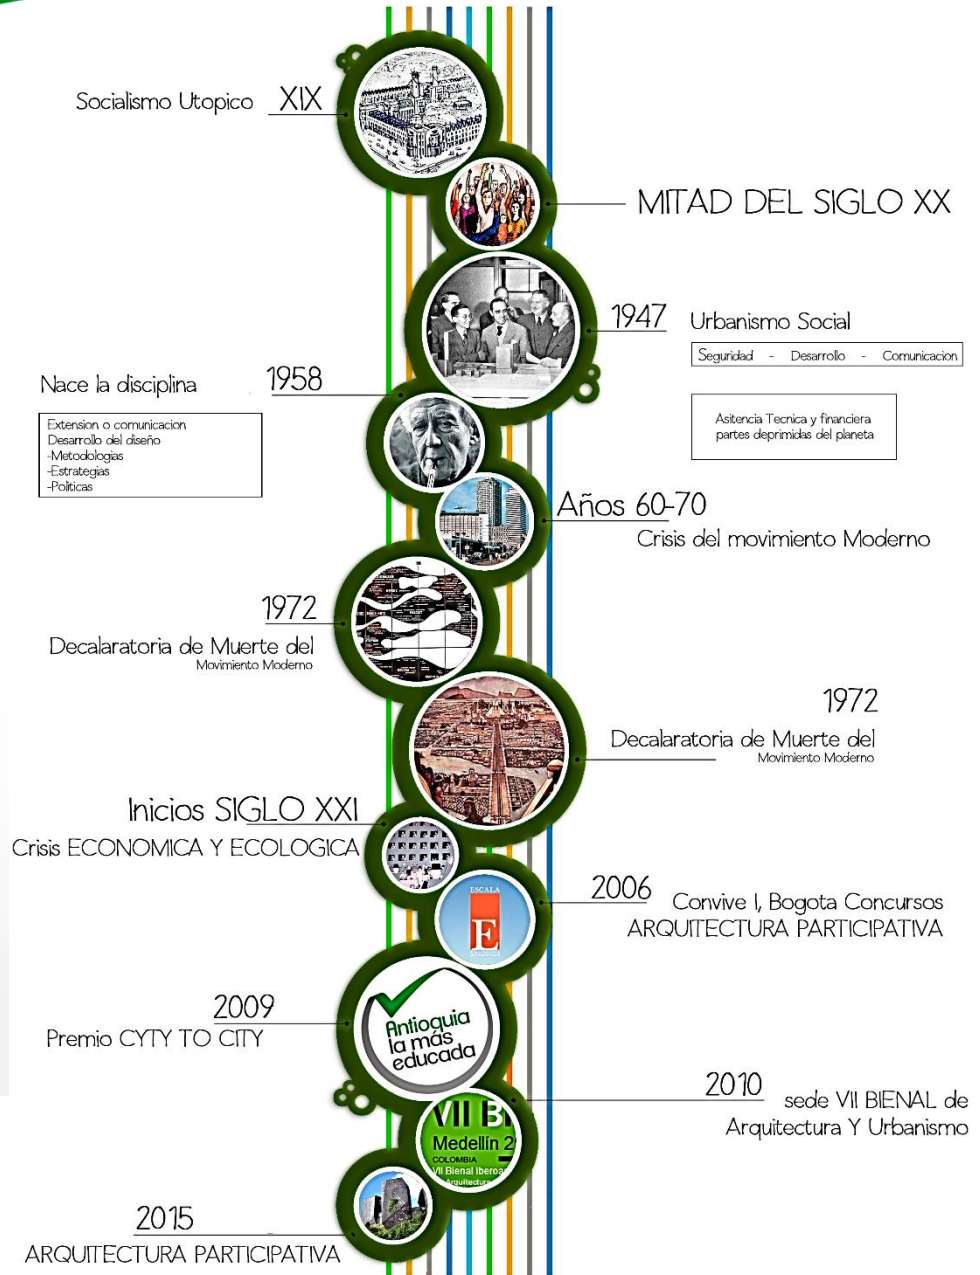 Socialismo Utopico XIX
MITAD DEL SIGLO XX
1947 Urbanismo Social
Seguridad - Desarrollo - Comunicacion
Asitencia Tecnica y financiera
partes deprimidas del planeta
Nace la disciplina 1958
Extension o comunicacion
Desarrollo del diseño
-Metodologias
-Estrategias
-Politicas
Años 60-70
Crisis del movimiento Moderno
1972
Decalaratoria de Muerte del
Movimiento Moderno
1972
Decalaratoria de Muerte del
Movimiento Moderno
Inicios SIGLO XXI
Crisis ECONOMICA Y ECOLOGICA
ESCALA
E
2006 Convive I, Bogota Concursos
ARQUITECTURA PARTICIPATIVA
2009
Premio CYTY TO CITY
Antioquia
la más
educada
2010 sede VII BIENAL de
Arquitectura Y Urbanismo
VII BI
Medellín 2
COLOMBIA
VII Bienal Iberoa
Arquitectura
2015
ARQUITECTURA PARTICIPATIVA